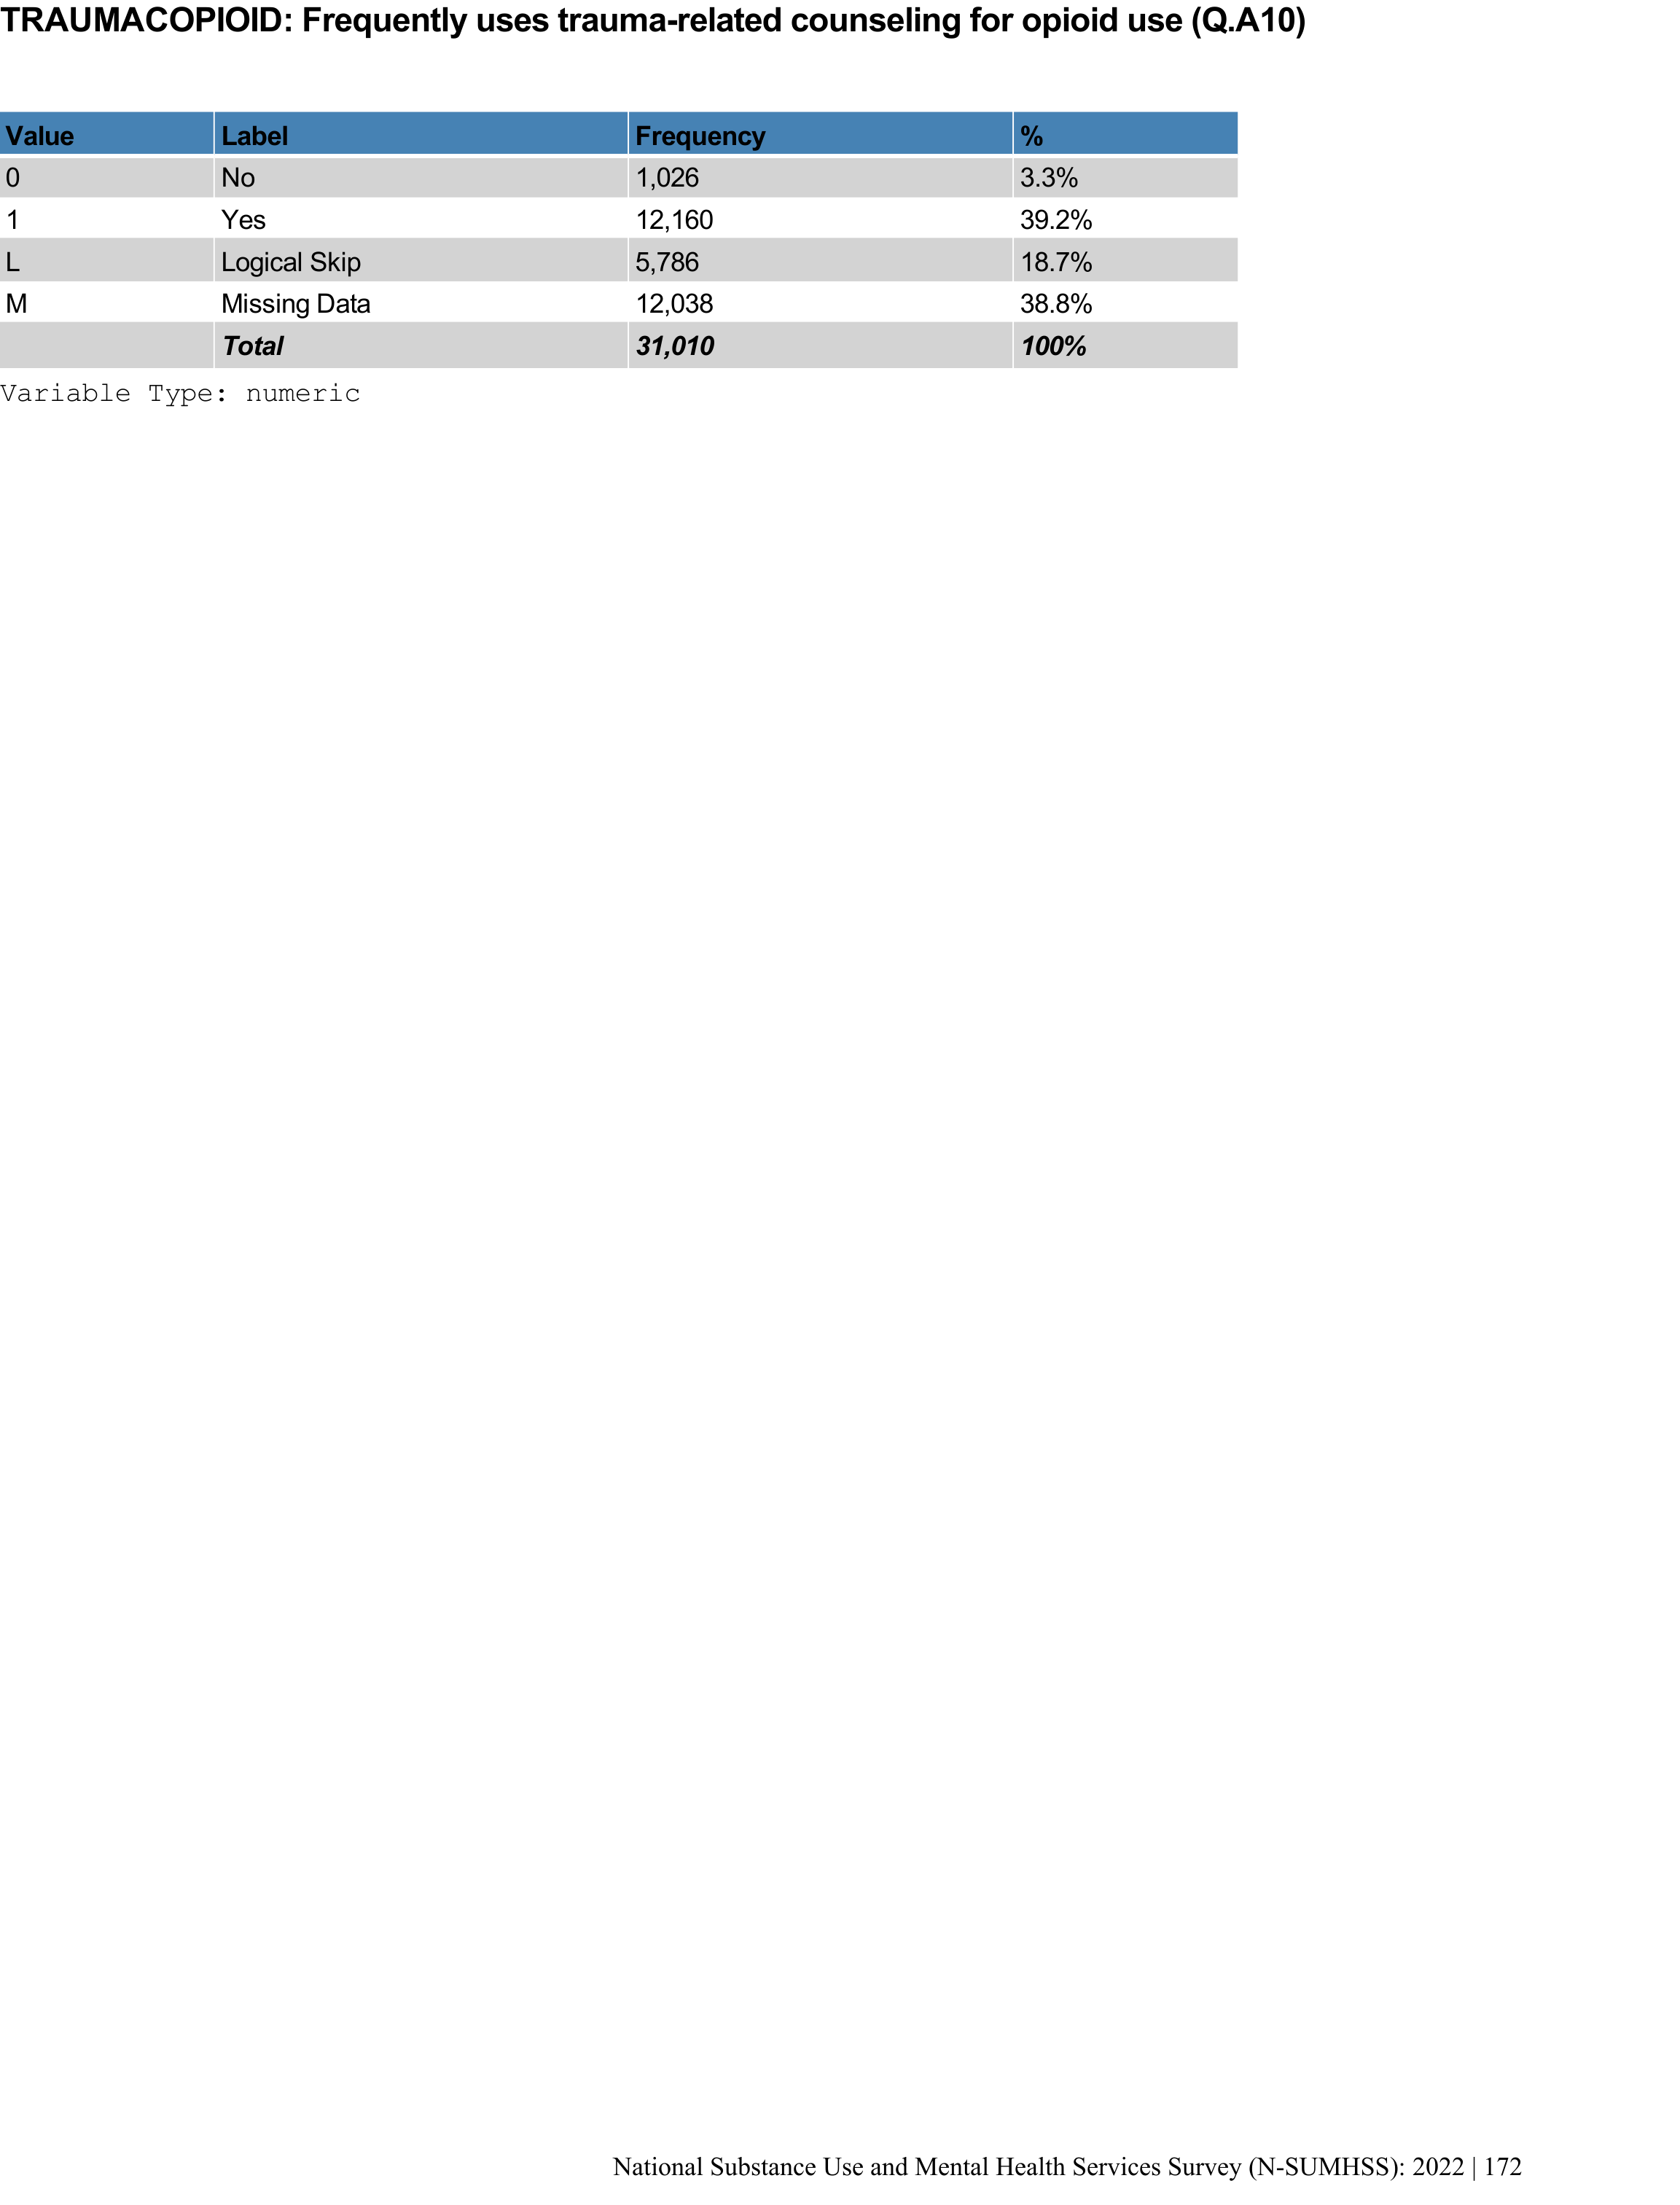 TRAUMACOPIOID: Frequently uses trauma-related counseling for opioid use (Q.A10)
Value Label Frequency %
0 No 1,026 3.3%
1 Yes 12,160 39.2%
L Logical Skip 5,786 18.7%
M Missing Data 12,038 38.8%
Total 31,010 100%
Variable Type: numeric
National Substance Use and Mental Health Services Survey (N-SUMHSS): 2022 | 172